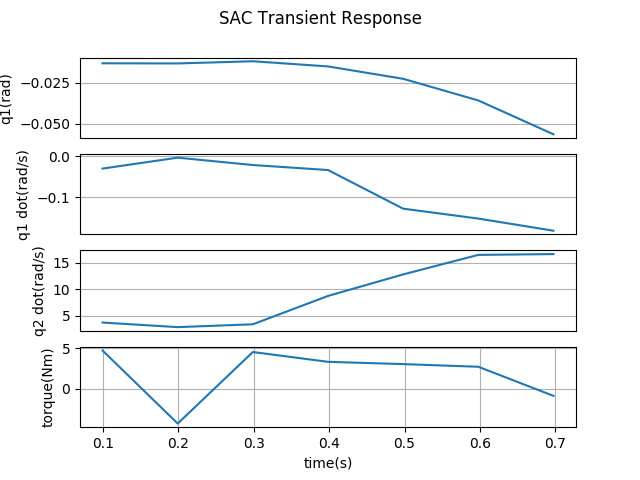 SAC Transient Response
q1(rad)
−0.025
−0.050
q1 dot(rad/s)
0.0
−0.1
q2 dot(rad/s)
15
10
5
torque(Nm)
5
0
0.1 0.2 0.3 0.4 0.5 0.6 0.7
time(s)